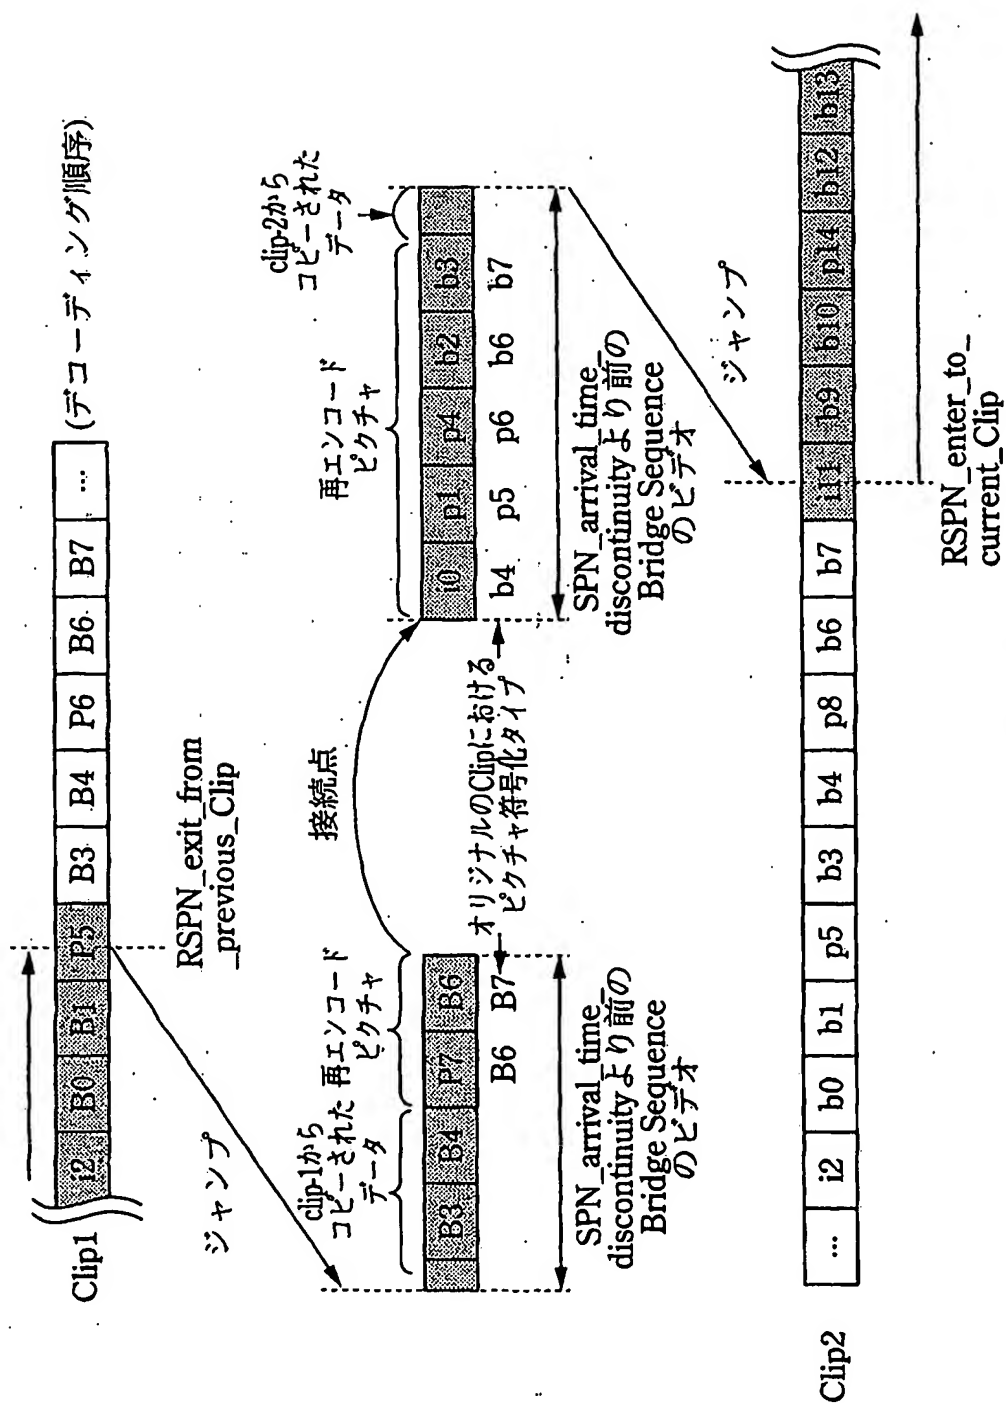 Clip1
i2 B0 B1 P5 B3 B4 P6 B6 B7 ...
(デコーディング順序)
RSPN_exit_from
_previous_Clip
ジャンプ
clip-1から
コピーされた
データ
再エンコード
ピクチャ
接続点
再エンコード
ピクチャ
clip-2から
コピーされた
データ
B3 B4 P7 B6
i0 p1 p4 b2 b3
B6 B7
オリジナルのClipにおける
ピクチャ符号化タイプ
b4 p5 p6 b6 b7
SPN_arrival_time_
discontinuityより前の
Bridge Sequence
のビデオ
SPN_arrival_time_
discontinuityより前の
Bridge Sequence
のビデオ
ジャンプ
Clip2
... i2 b0 b1 p5 b3 b4 p8 b6 b7 i11 b9 b10 p14 b12 b13
RSPN_enter_to_
current_Clip